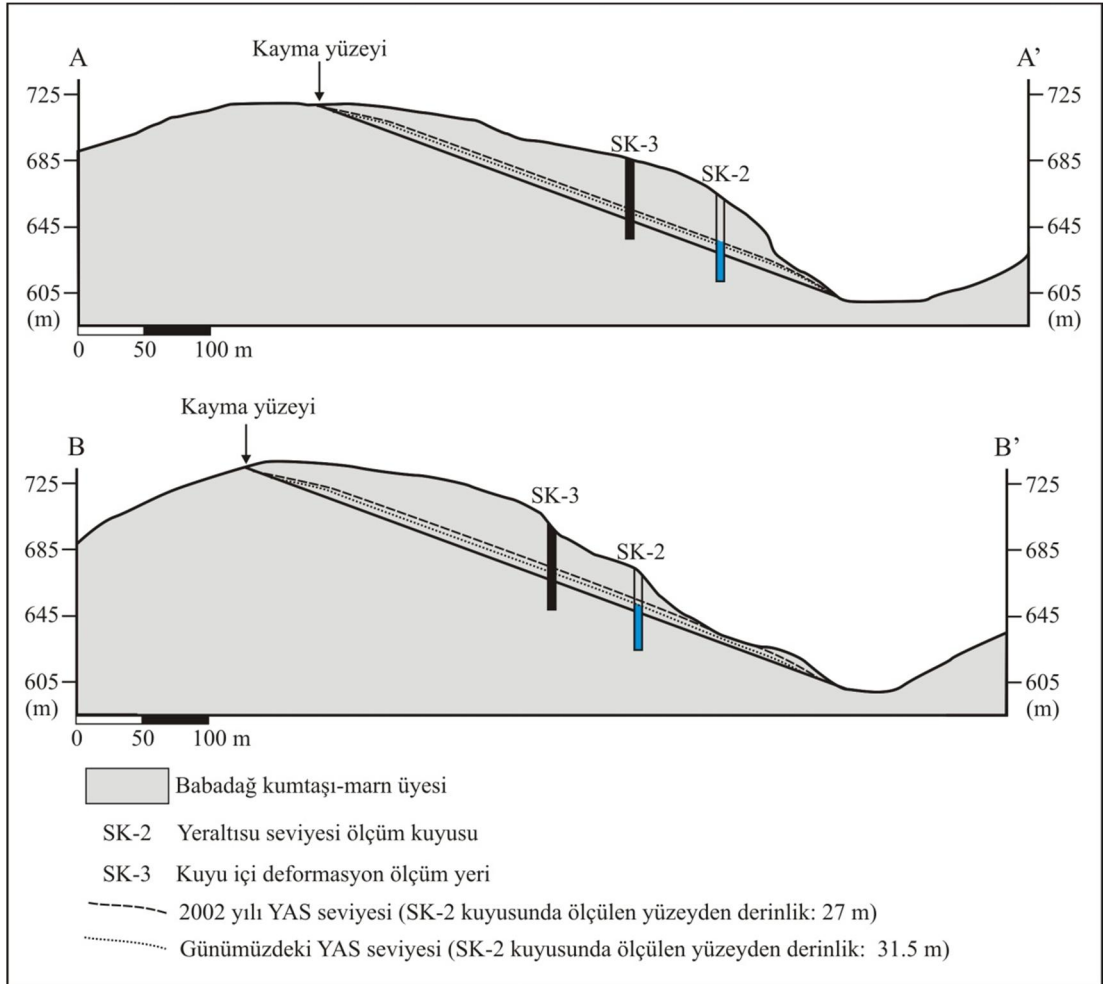 A
Kayma yüzeyi
A’
725
685
645
605
(m)
SK-3
SK-2
725
685
645
605
(m)
0 50 100 m
B
Kayma yüzeyi
B’
725
685
645
605
(m)
SK-3
SK-2
725
685
645
605
(m)
0 50 100 m
Babadağ kumtaşı-marn üyesi
SK-2 Yeraltısu seviyesi ölçüm kuyusu
SK-3 Kuyu içi deformasyon ölçüm yeri
2002 yılı YAS seviyesi (SK-2 kuyusunda ölçülen yüzeyden derinlik: 27 m)
Günümüzdeki YAS seviyesi (SK-2 kuyusunda ölçülen yüzeyden derinlik: 31.5 m)